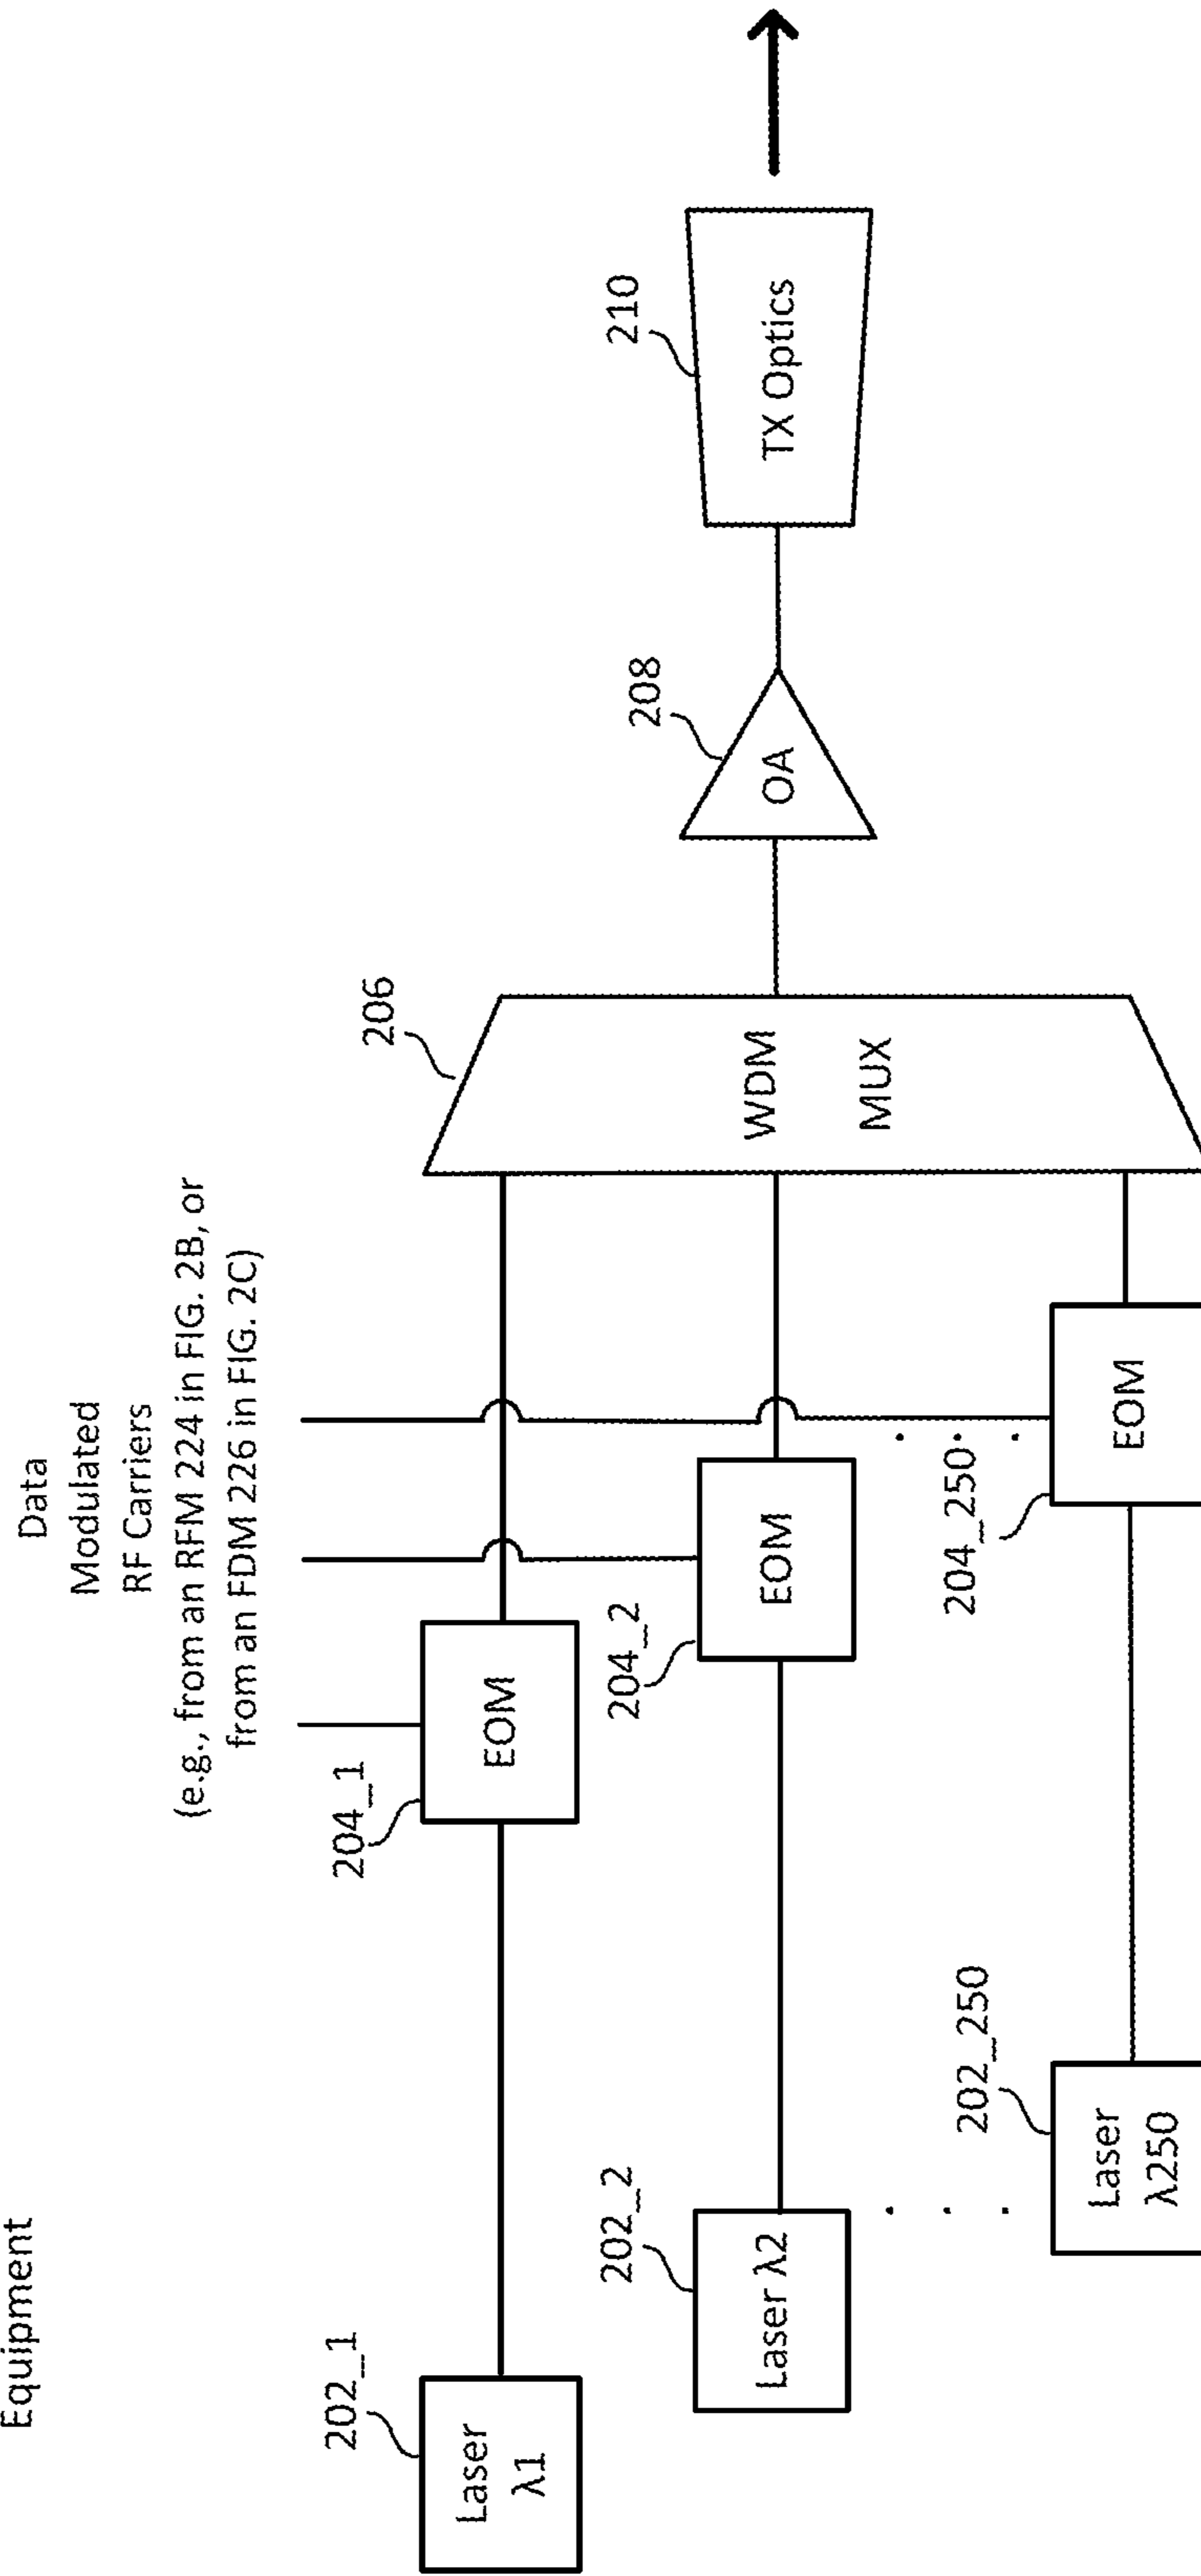 Equipment
Data
Modulated
RF Carriers
(e.g., from an RFM 224 in FIG. 2B, or
from an FDM 226 in FIG. 2C)
202_1
Laser
λ1
204_1
EOM
206
WDM
MUX
208
OA
210
TX Optics
202_2
Laser λ2
204_2
EOM
202_250
Laser
λ250
204_250
EOM